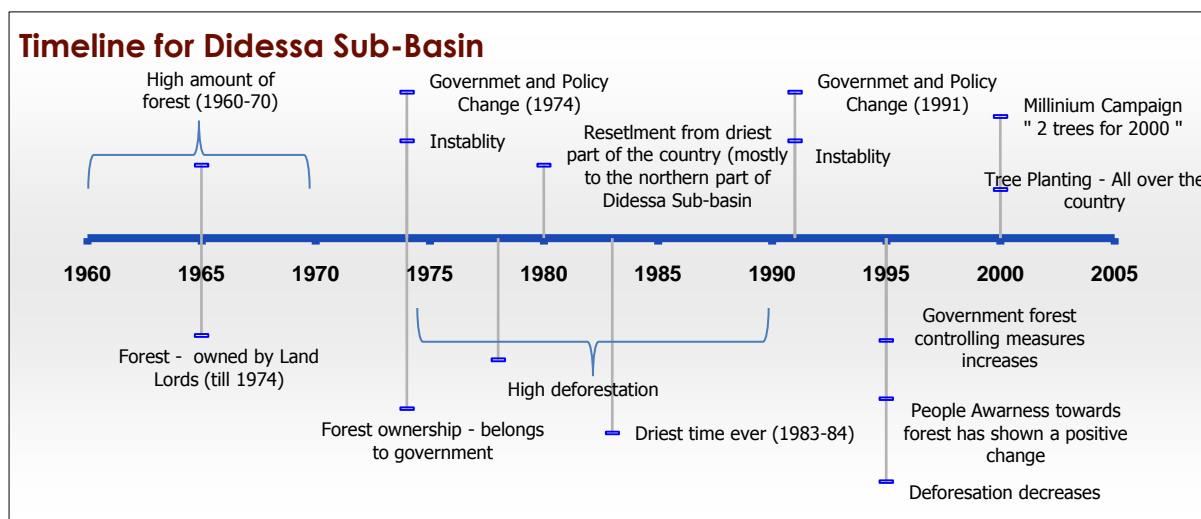 Timeline for Didessa Sub-Basin
High amount of
forest (1960-70)
Governmet and Policy
Change (1974)
Instablity
Resetlment from driest
part of the country (mostly
to the northern part of
Didessa Sub-basin
Governmet and Policy
Change (1991)
Instablity
Millinium Campaign
" 2 trees for 2000 "
Tree Planting - All over the
country
1960 1965 1970 1975 1980 1985 1990 1995 2000 2005
Forest - owned by Land
Lords (till 1974)
Forest ownership - belongs
to government
High deforestation
Driest time ever (1983-84)
Government forest
controlling measures
increases
People Awarness towards
forest has shown a positive
change
Deforesation decreases